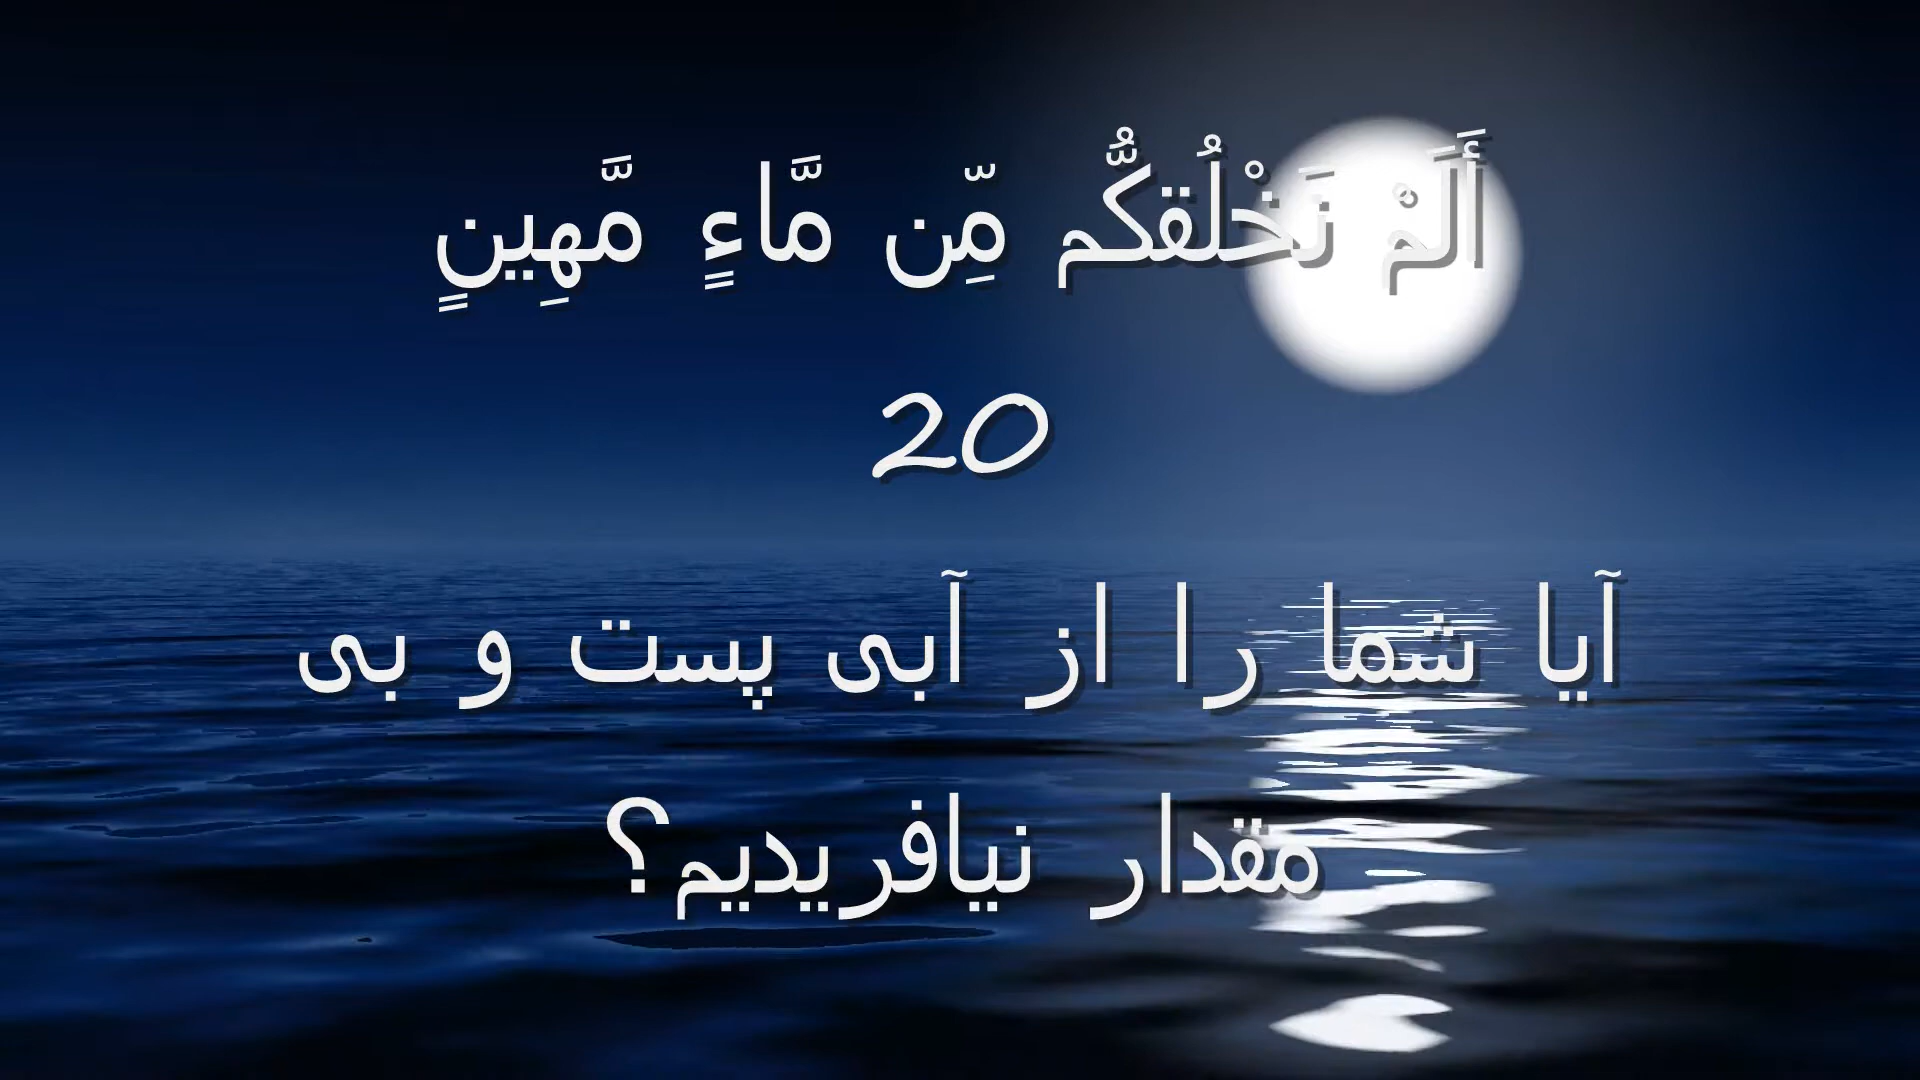 أَلَمْ نَخْلُقكُّم مِّن مَّاءٍ مَّهِينٍ
20
آیا شما را از آبی پست و بی
مقدار نیافریدیم؟